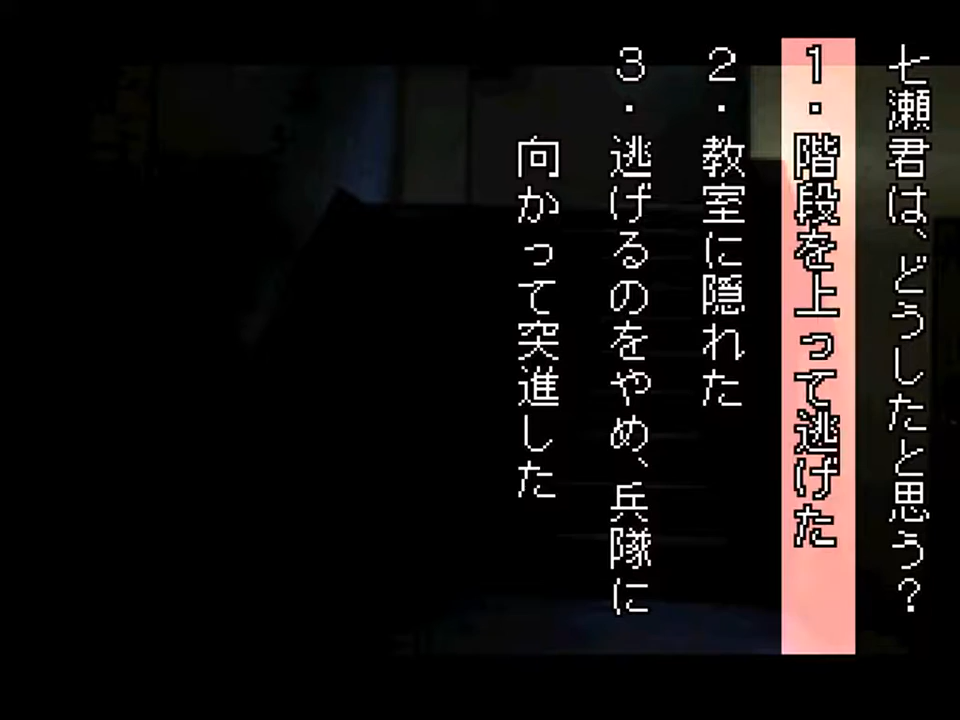 七瀬君は、どうしたと思う？
１・階段を上って逃げた
２・教室に隠れた
３・逃げるのをやめ、兵隊に
向かって突進した